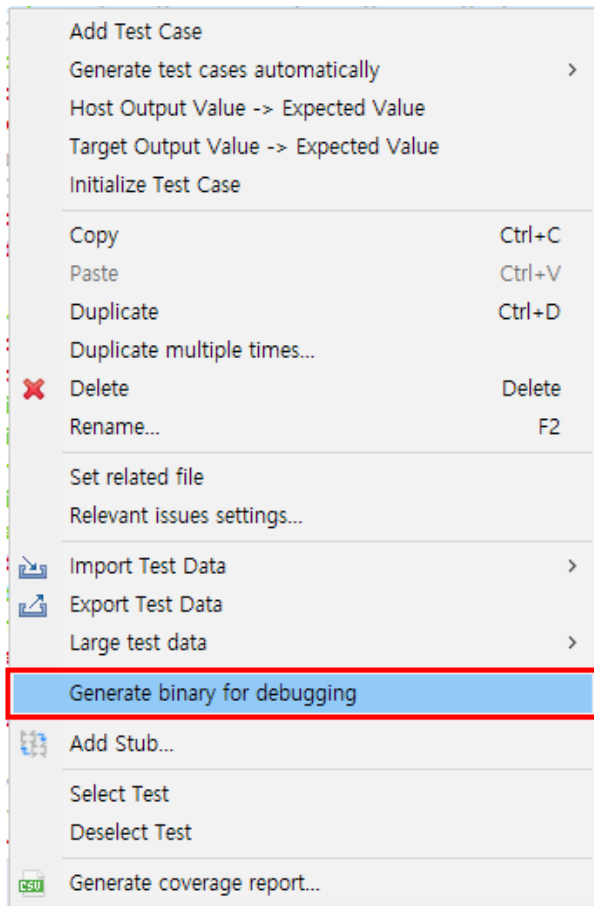 Add Test Case
Generate test cases automatically >
Host Output Value -> Expected Value
Target Output Value -> Expected Value
Initialize Test Case
Copy Ctrl+C
Paste Ctrl+V
Duplicate Ctrl+D
Duplicate multiple times...
Delete Delete
Rename... F2
Set related file
Relevant issues settings...
Import Test Data >
Export Test Data
Large test data >
Generate binary for debugging
Add Stub...
Select Test
Deselect Test
CSV Generate coverage report...